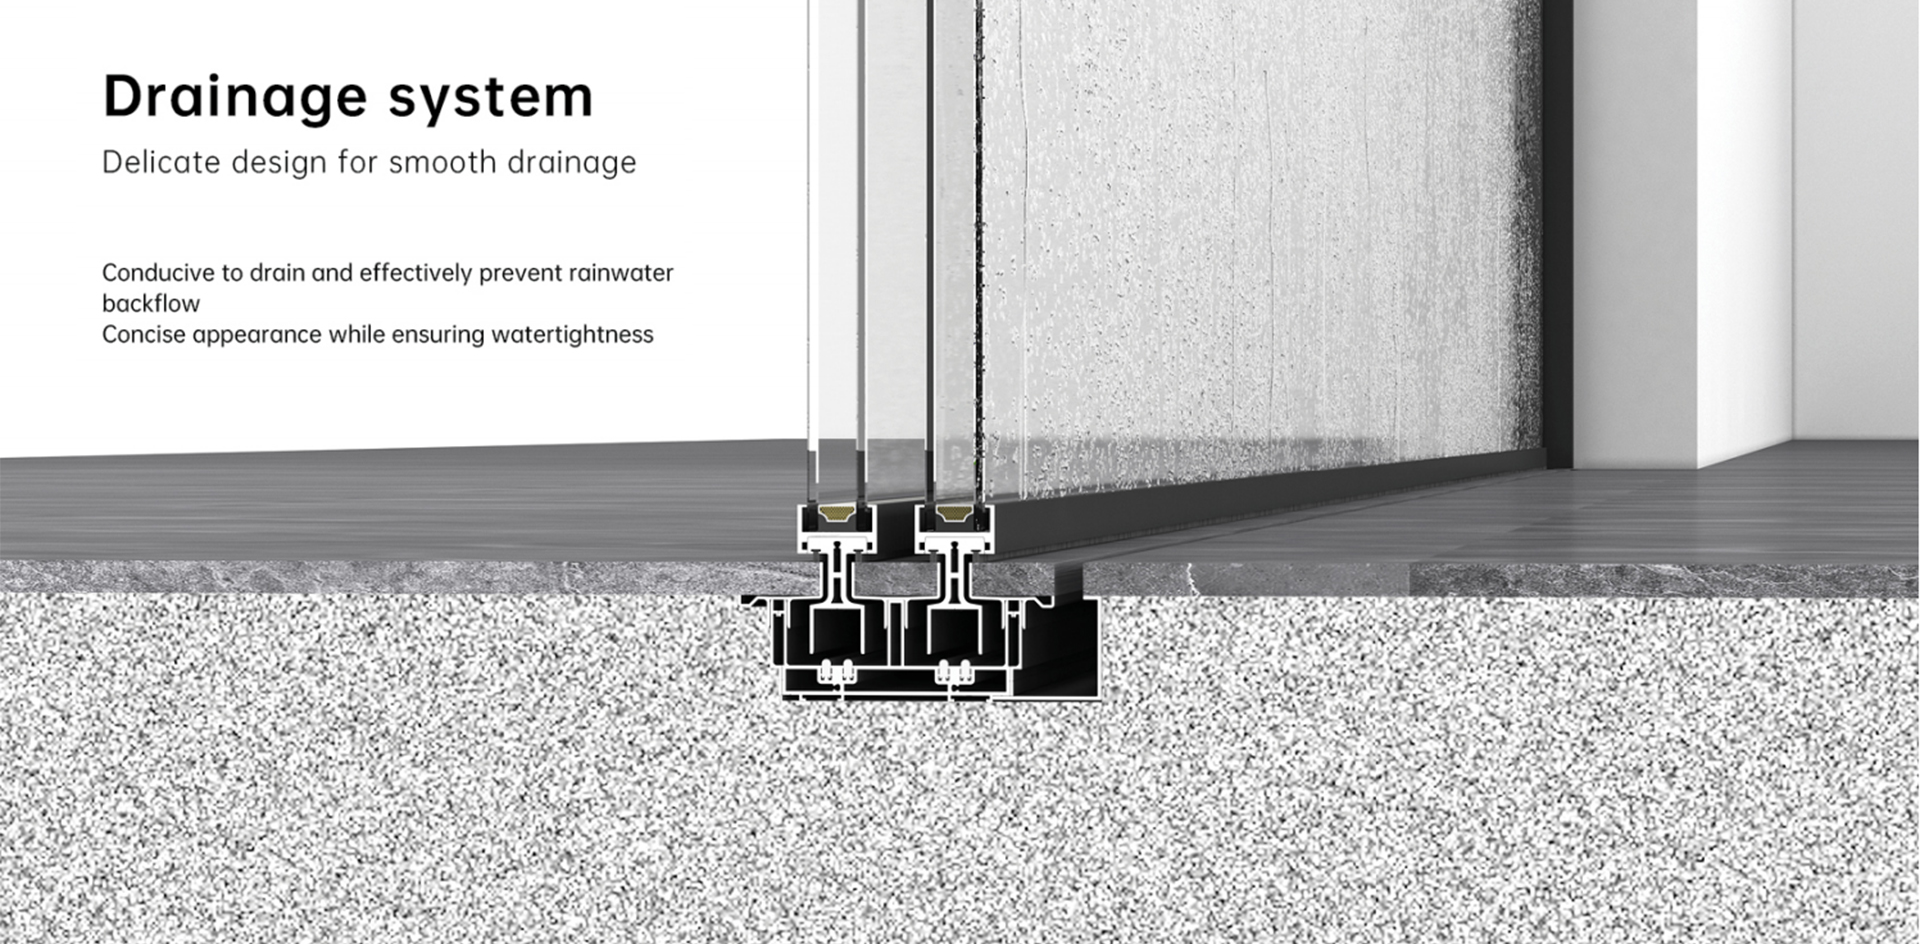 Drainage system
Delicate design for smooth drainage
Conducive to drain and effectively prevent rainwater
backflow
Concise appearance while ensuring watertightness